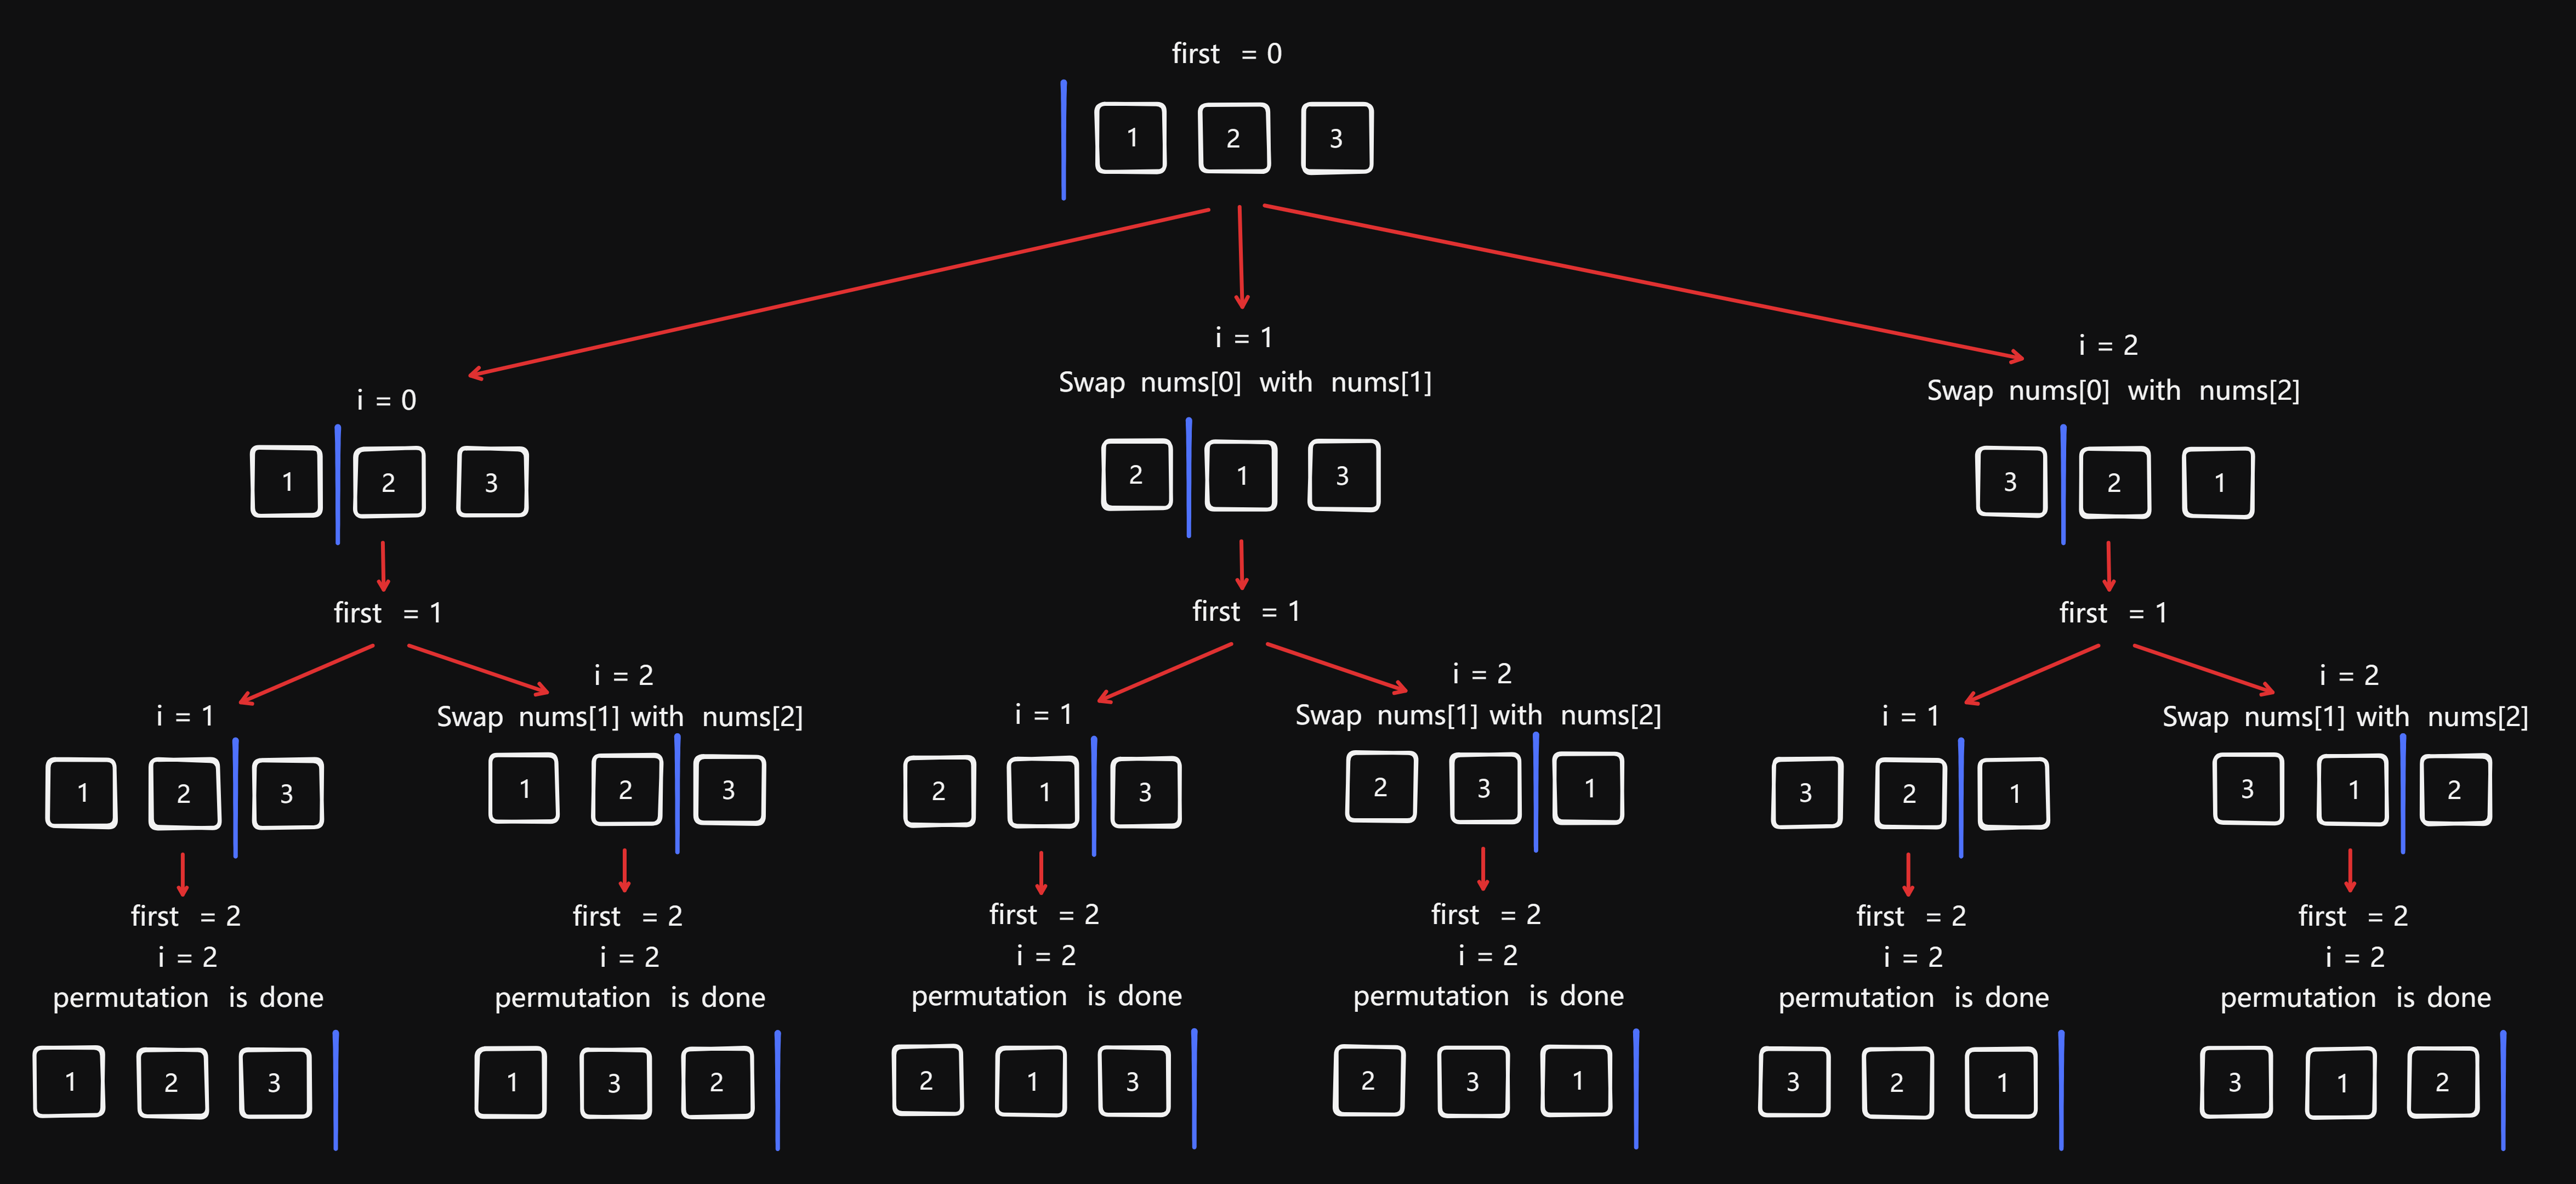 first = 0
1 2 3
i = 0
1 2 3
i = 1
Swap nums[0] with nums[1]
2 1 3
i = 2
Swap nums[0] with nums[2]
3 2 1
first = 1
first = 1
first = 1
i = 1
1 2 3
i = 2
Swap nums[1] with nums[2]
1 2 3
i = 1
2 1 3
i = 2
Swap nums[1] with nums[2]
2 3 1
i = 1
3 2 1
i = 2
Swap nums[1] with nums[2]
3 1 2
first = 2
i = 2
permutation is done
1 2 3
first = 2
i = 2
permutation is done
1 3 2
first = 2
i = 2
permutation is done
2 1 3
first = 2
i = 2
permutation is done
2 3 1
first = 2
i = 2
permutation is done
3 2 1
first = 2
i = 2
permutation is done
3 1 2